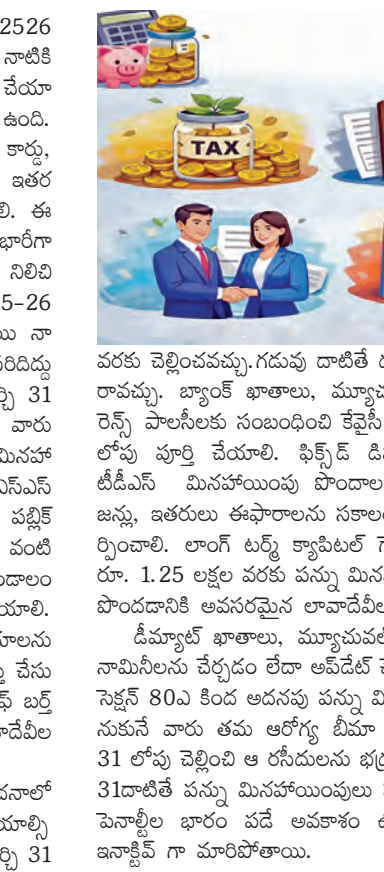 2526
నాటికి
చేయా
ఉంది.
కార్డు,
ఇతర
లి. ఈ
భారీగా
నిలిచి
5-26
యి నా
రిదిద్దు
ర్చి 31
వారు
మినహా
ఎస్ఎస్
పబ్లిక్
వంటి
ండాలం
యాలి.
హాలను
్తు చేసు
ఫ్ బర్త్
దేవీల
దనాలో
యాల్సి
ర్చి 31
TAX
వరకు చెల్లించవచ్చు.గడువు దాటితే
రావచ్చు. బ్యాంక్ ఖాతాలు, మ్యూచు
రెన్స్ పాలసీలకు సంబంధించి కేవైసీ
లోపు పూర్తి చేయాలి. ఫిక్స్‌డ్ డి
టీడీఎస్ మినహాయింపు పొందాల
జన్లు, ఇతరులు ఈఫారాలను సకాలం
ర్పించాలి. లాంగ్ టర్మ్ క్యాపిటల్ గె
రూ. 1.25 లక్షల వరకు పన్ను మిన
పొందడానికి అవసరమైన లావాదేవీల
డీమ్యాట్ ఖాతాలు, మ్యూచువల్
నామినీలను చేర్చడం లేదా అప్‌డేట్ చే
సెక్షన్ 80ఎ కింద అదనపు పన్ను మి
నుకునే వారు తమ ఆరోగ్య బీమా
31 లోపు చెల్లించి ఆ రసీదులను భద్ర
31దాటితే పన్ను మినహాయింపులు
పెనాల్టీల భారం పడే అవకాశం ఉ
ఇనాక్టివ్ గా మారిపోతాయి.